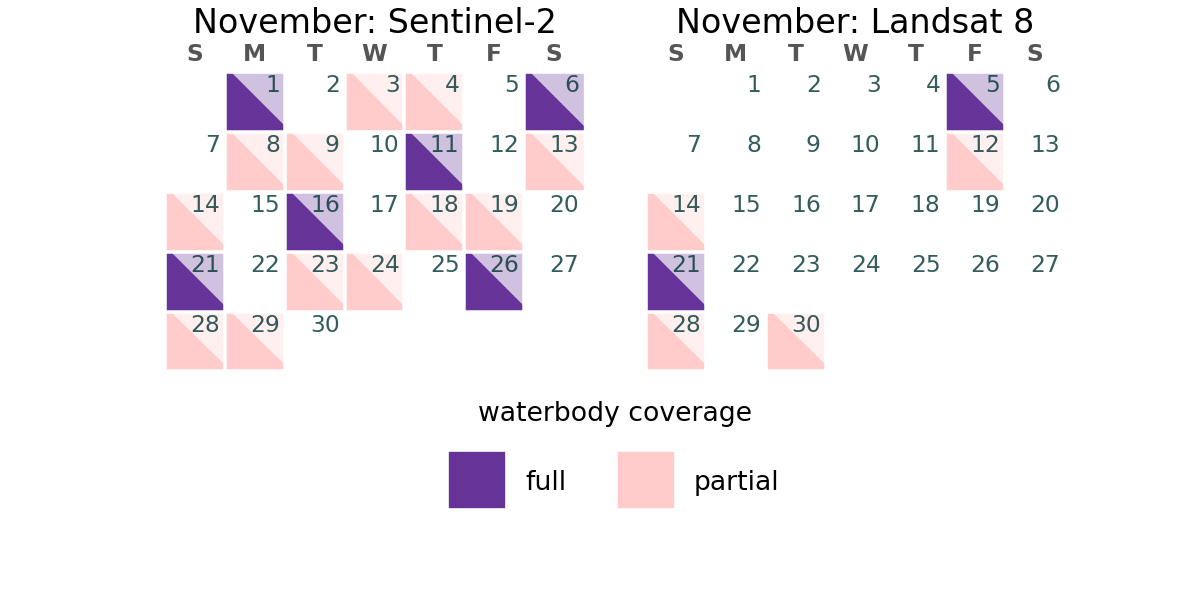 November: Sentinel-2
S M T W T F S
1 2 3 4 5 6
7 8 9 10 11 12 13
14 15 16 17 18 19 20
21 22 23 24 25 26 27
28 29 30
November: Landsat 8
S M T W T F S
1 2 3 4 5 6
7 8 9 10 11 12 13
14 15 16 17 18 19 20
21 22 23 24 25 26 27
28 29 30
waterbody coverage
full partial